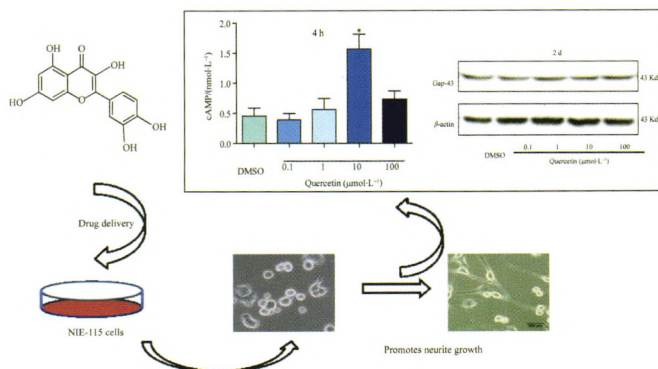 OH
O
OH
HO
O
OH
OH
Drug delivery
NIE-115 cells
cAMP/(nmol·L⁻¹)
2.0
1.5
1.0
0.5
0.0
4 h
*
DMSO
0.1
1
10
100
Quercetin (μmol·L⁻¹)
2 d
Gap-43
43 Kd
β-actin
43 Kd
DMSO
0.1
1
10
100
Quercetin (μmol·L⁻¹)
Promotes neurite growth